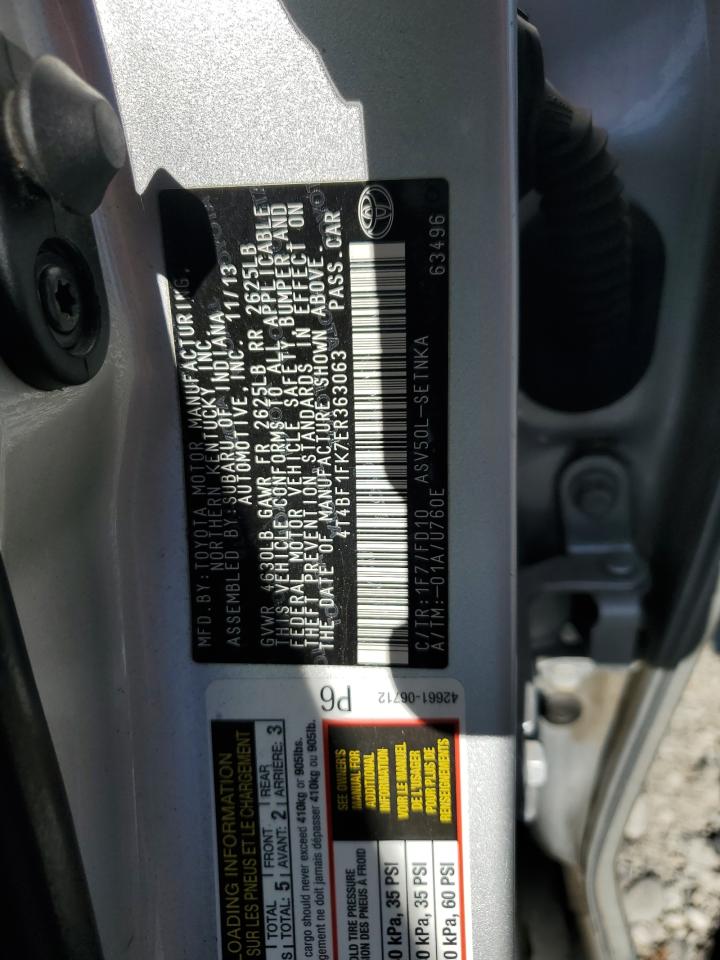 MFD.BY:TOYOTA MOTOR MANUFACTURING,
NORTHERN KENTUCKY, INC.
ASSEMBLED BY:SUBARU OF INDIANA
AUTOMOTIVE, INC. 11/13
GVWR 4630LB GAWR FR 2625LB RR 2625LB
THIS VEHICLE CONFORMS TO ALL APPLICABLE
FEDERAL MOTOR VEHICLE SAFETY BUMPER AND
THEFT PREVENTION STANDARDS IN EFFECT ON
THE DATE OF MANUFACTURE SHOWN ABOVE.
4T4BF1FK7ER363063 PASS.CAR
C/TR:1F7/FD10 ASV50L-SETNKA
A/TM:-01A/U760E 63496
LOADING INFORMATION
SUR LES PNEUS ET LE CHARGEMENT
TOTAL FRONT REAR
TOTAL: 5 AVANT: 2 ARRIÈRE: 3
cargo should never exceed 410kg or 905lbs.
ne doit jamais dépasser 410kg ou 905lb.
P6
42661-06712
TIRE PRESSURE
DES PNEUS À FROID
kPa, 35 PSI
kPa, 35 PSI
kPa, 60 PSI
SEE OWNER'S
MANUAL FOR
ADDITIONAL
INFORMATION
VOIR LE MANUEL
DE L'USAGER
POUR PLUS DE
RENSEIGNEMENTS